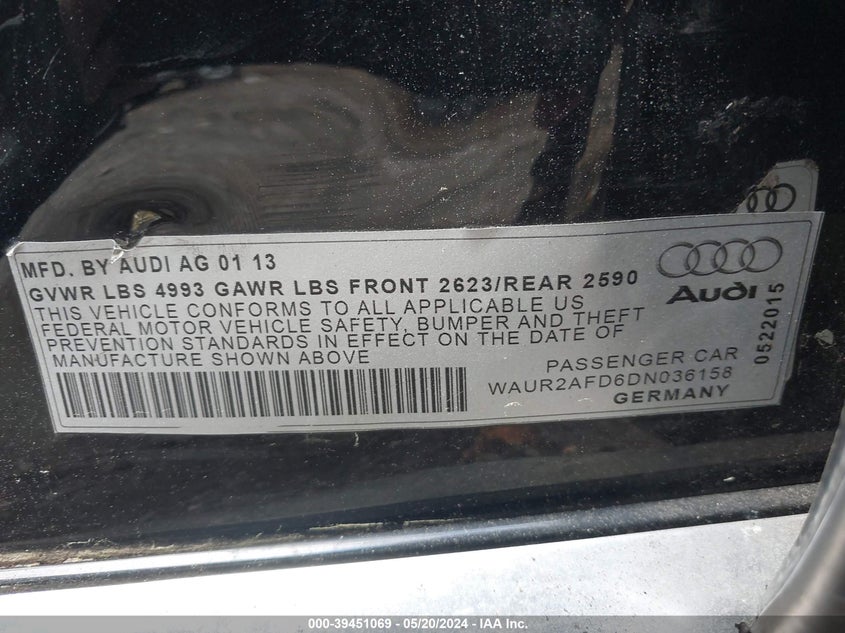 MFD. BY AUDI AG 01 13
GVWR LBS 4993 GAWR LBS FRONT 2623/REAR 2590
THIS VEHICLE CONFORMS TO ALL APPLICABLE US
FEDERAL MOTOR VEHICLE SAFETY, BUMPER AND THEFT
PREVENTION STANDARDS IN EFFECT ON THE DATE OF
MANUFACTURE SHOWN ABOVE
PASSENGER CAR
WAUR2AFD6DN036158
GERMANY
Audi
0522015
000-39451069 - 05/20/2024 - IAA Inc.